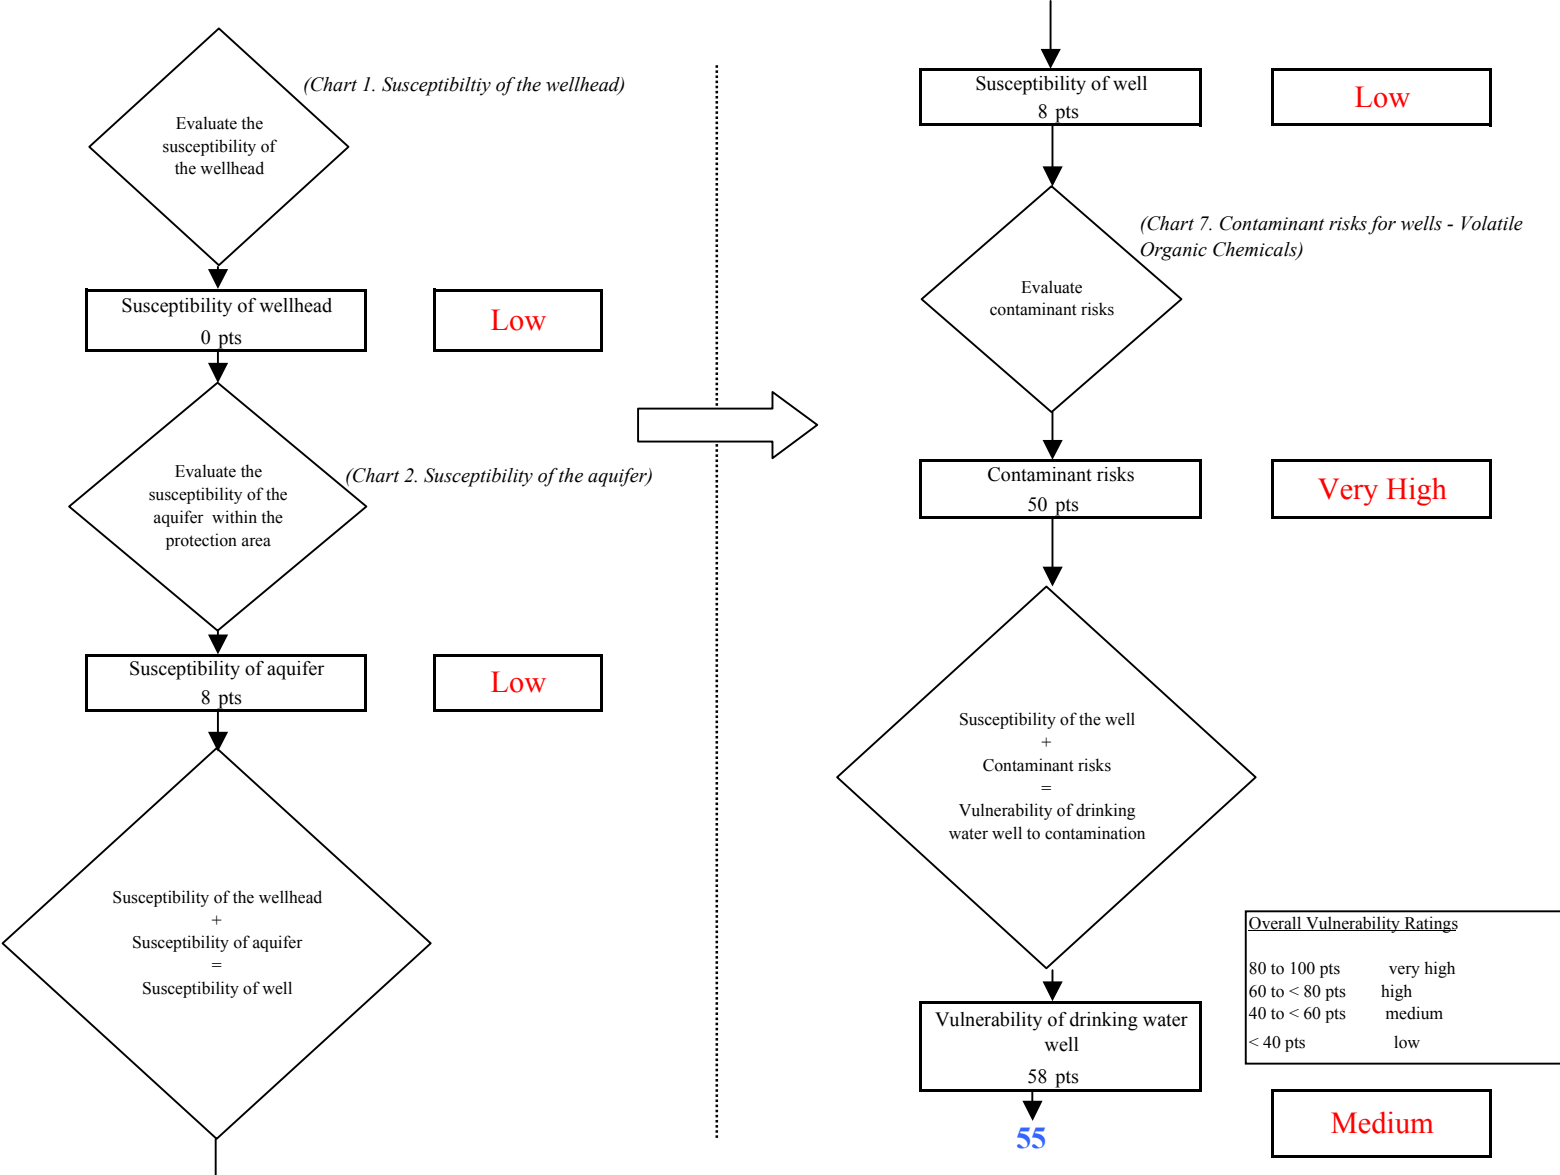 (Chart 1. Susceptibiltiy of the wellhead)
Evaluate the
susceptibility of
the wellhead
Susceptibility of wellhead
0 pts
Low
(Chart 2. Susceptibility of the aquifer)
Evaluate the
susceptibility of the
aquifer within the
protection area
Susceptibility of aquifer
8 pts
Low
Susceptibility of the wellhead
+
Susceptibility of aquifer
=
Susceptibility of well
Susceptibility of well
8 pts
Low
(Chart 7. Contaminant risks for wells - Volatile
Organic Chemicals)
Evaluate
contaminant risks
Contaminant risks
50 pts
Very High
Susceptibility of the well
+
Contaminant risks
=
Vulnerability of drinking
water well to contamination
Overall Vulnerability Ratings
80 to 100 pts very high
60 to < 80 pts high
40 to < 60 pts medium
< 40 pts low
Vulnerability of drinking water
well
58 pts
55
Medium